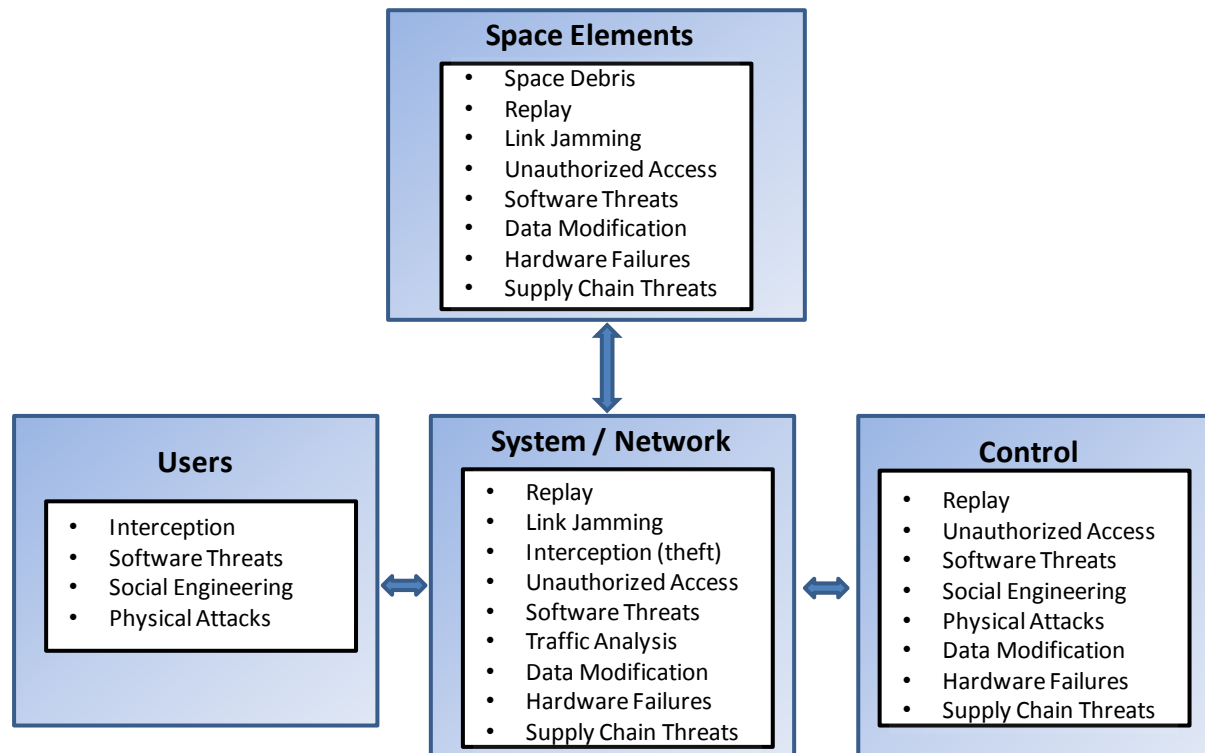 Space Elements
• Space Debris
• Replay
• Link Jamming
• Unauthorized Access
• Software Threats
• Data Modification
• Hardware Failures
• Supply Chain Threats
Users
• Interception
• Software Threats
• Social Engineering
• Physical Attacks
System / Network
• Replay
• Link Jamming
• Interception (theft)
• Unauthorized Access
• Software Threats
• Traffic Analysis
• Data Modification
• Hardware Failures
• Supply Chain Threats
Control
• Replay
• Unauthorized Access
• Software Threats
• Social Engineering
• Physical Attacks
• Data Modification
• Hardware Failures
• Supply Chain Threats